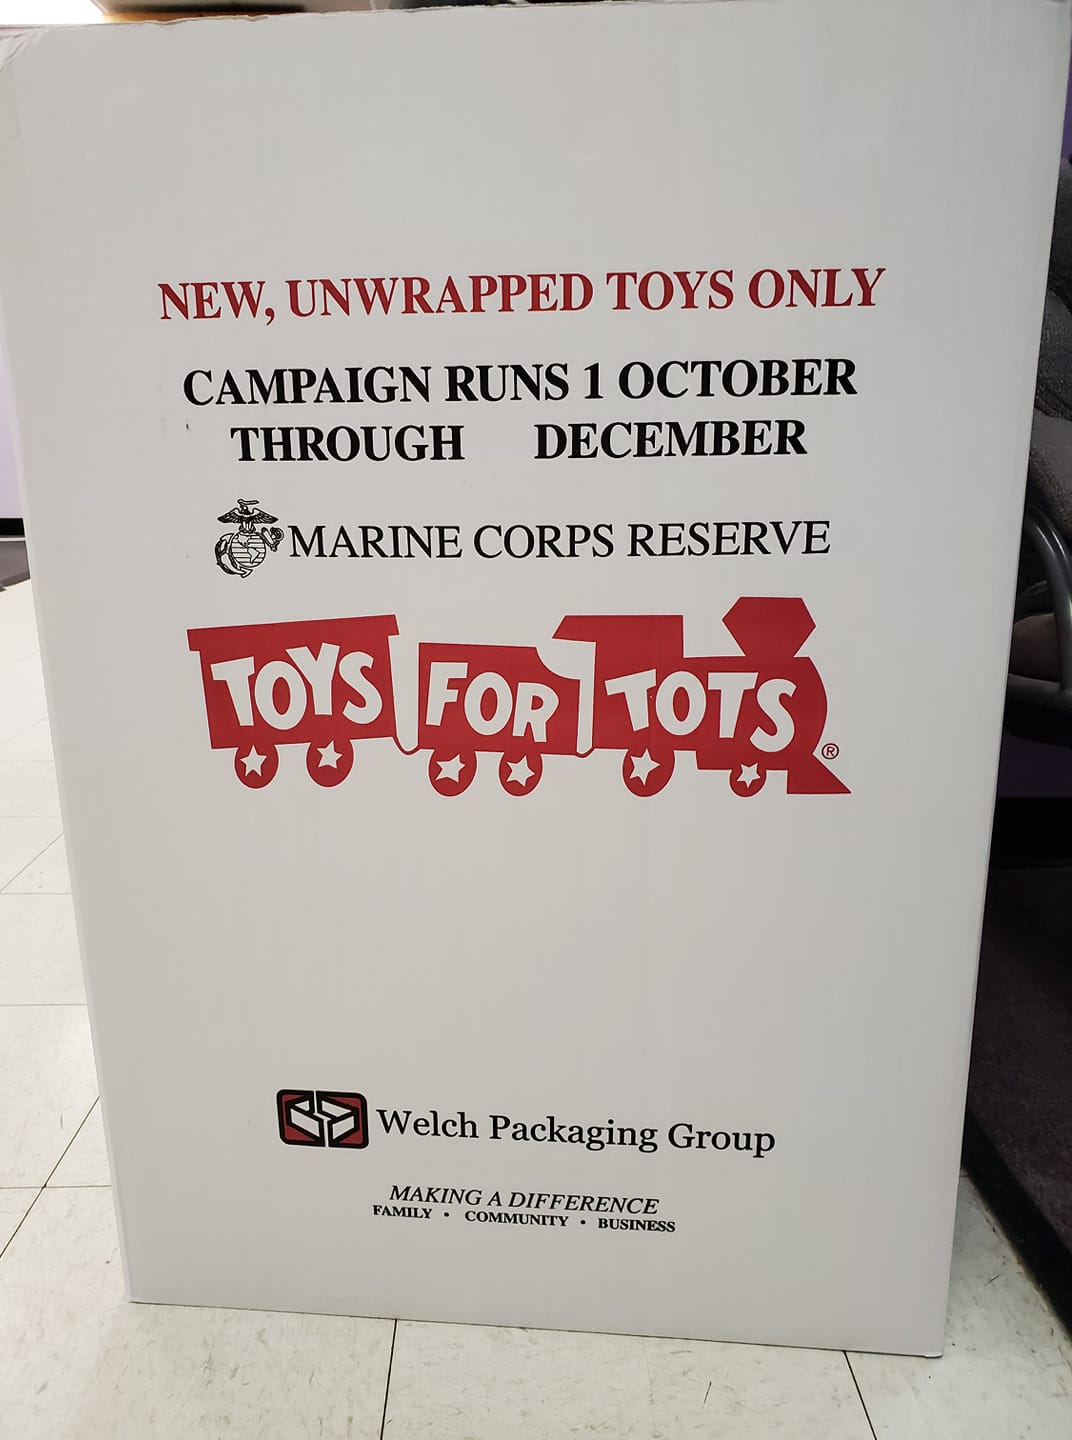 NEW, UNWRAPPED TOYS ONLY
CAMPAIGN RUNS 1 OCTOBER
THROUGH DECEMBER
MARINE CORPS RESERVE
TOYS FOR TOTS ®
Welch Packaging Group
MAKING A DIFFERENCE
FAMILY • COMMUNITY • BUSINESS